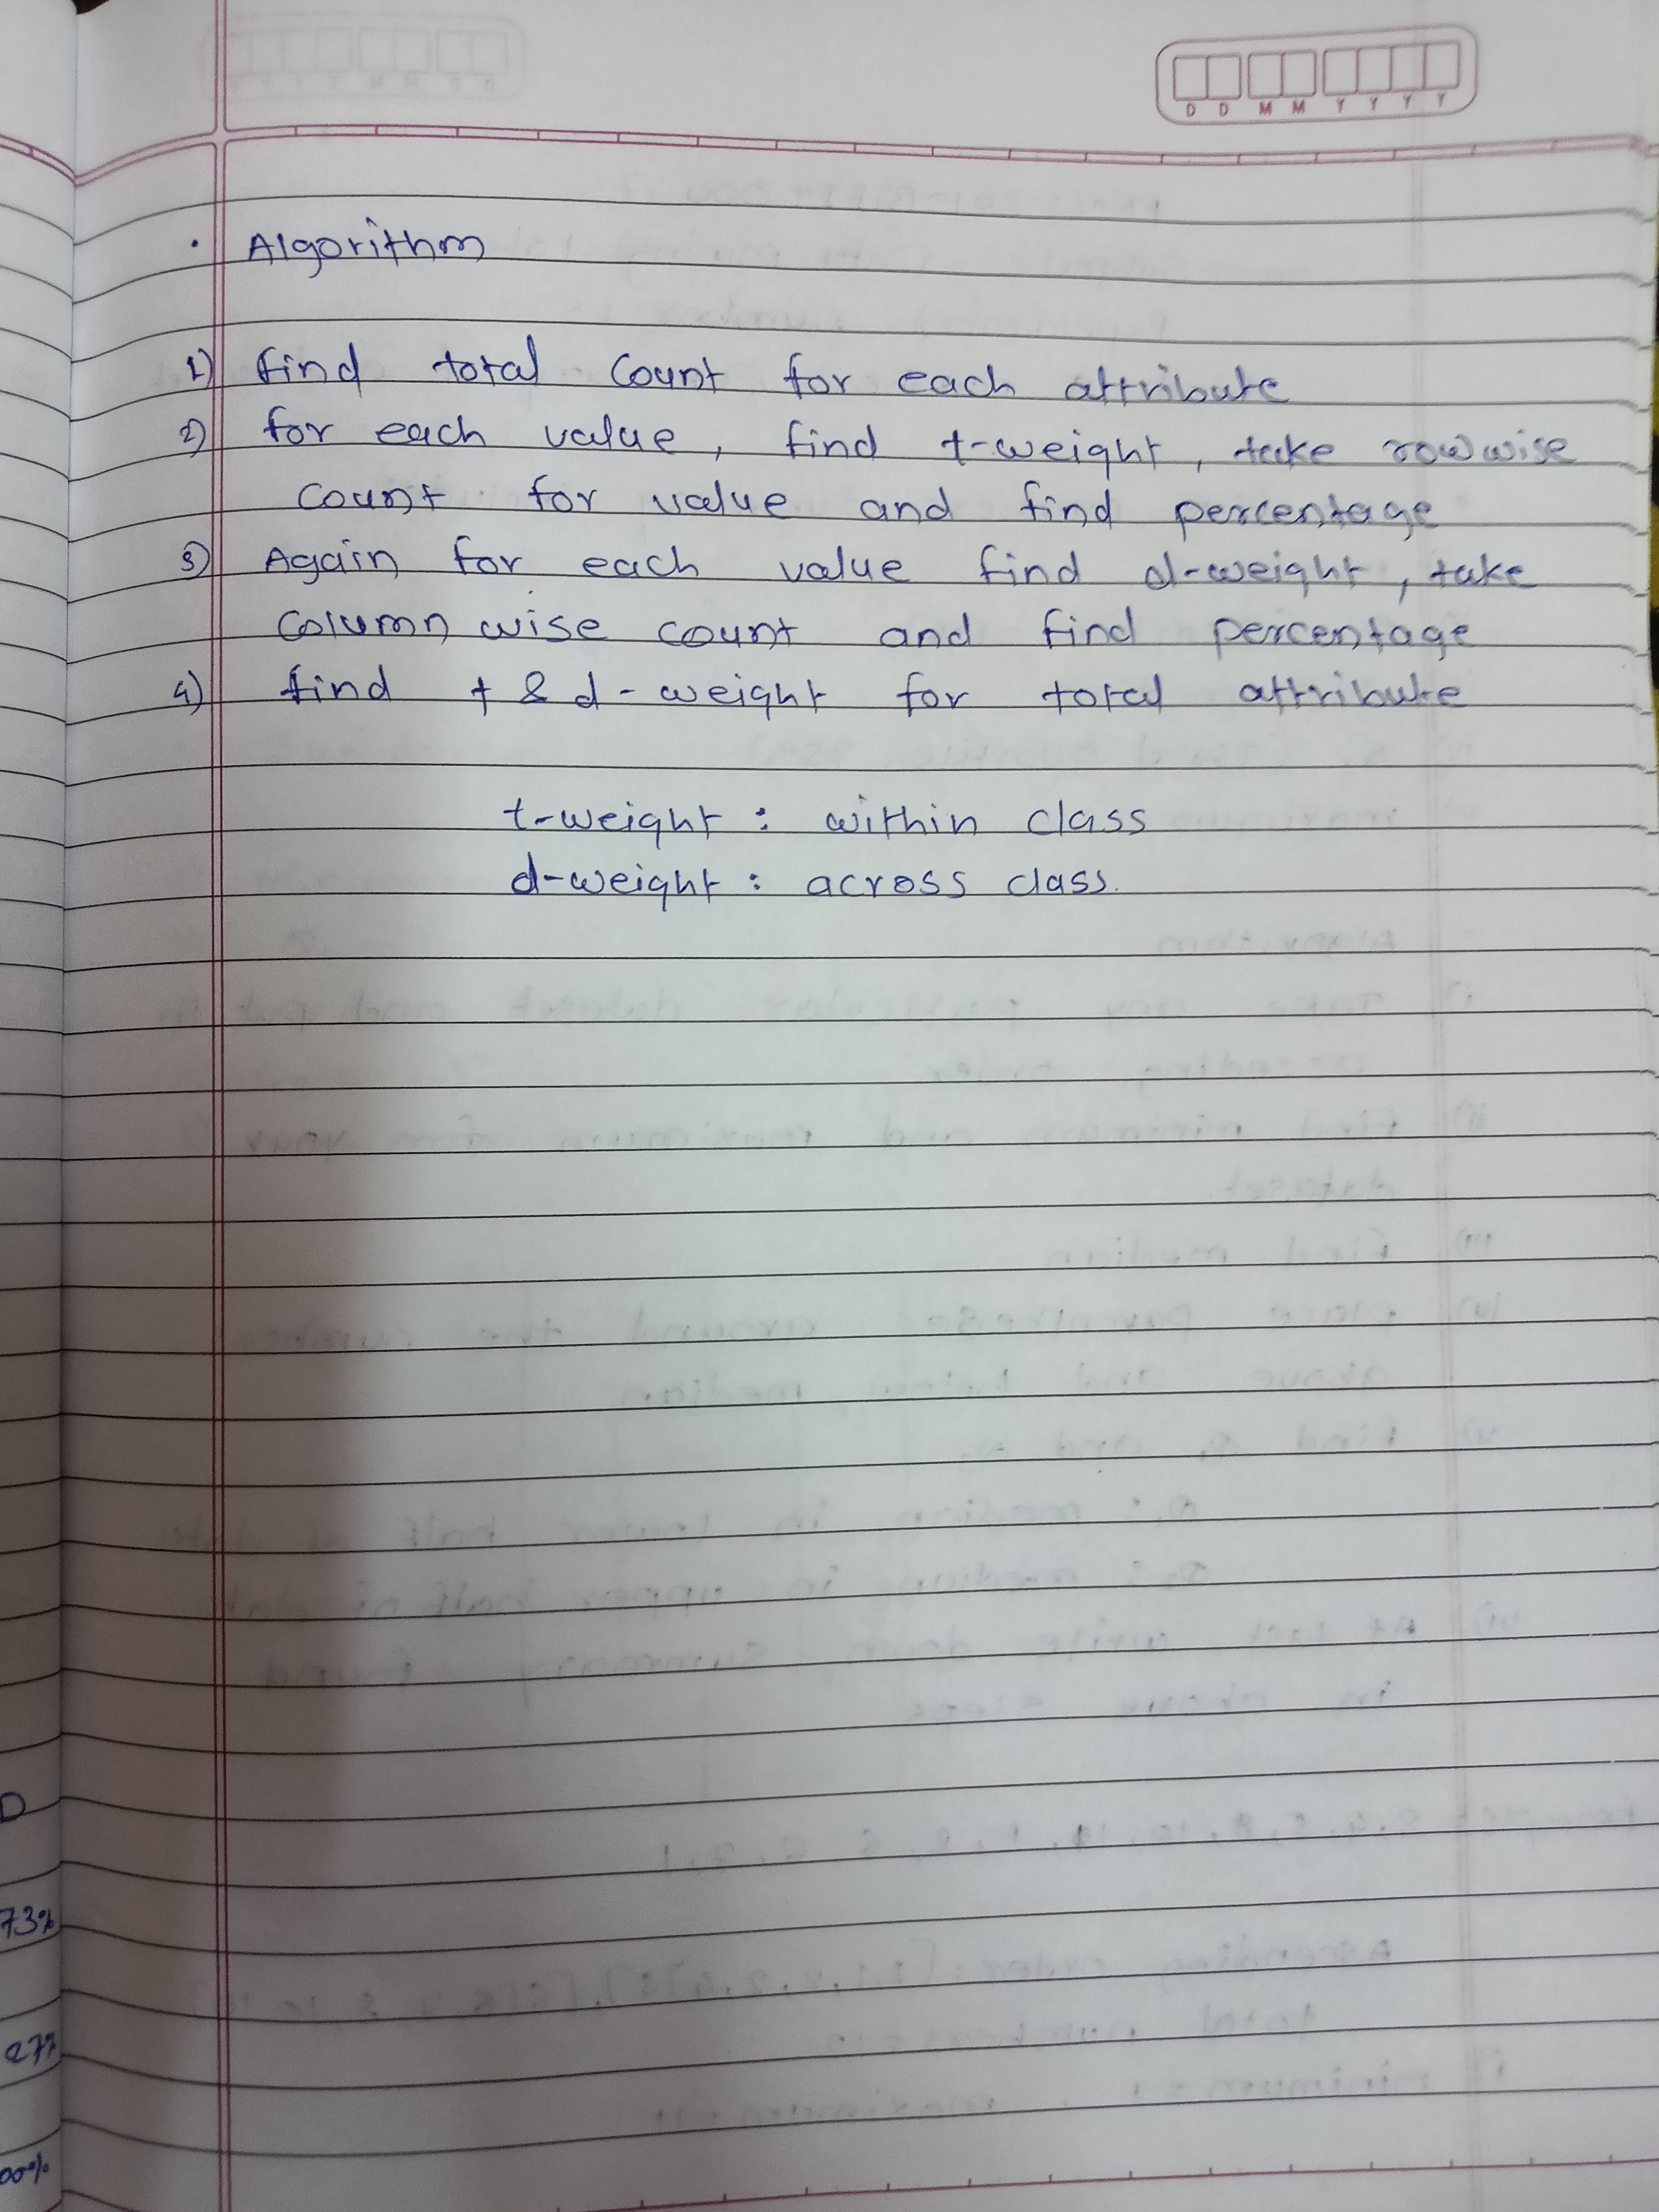 D D M M Y Y Y Y
• Algorithm
1) find total count for each attribute
2) for each value, find t-weight, take rowwise
count for value and find percentage
3) Again for each value find d-weight, take
column wise count and find percentage
4) find t & d-weight for total attribute
t-weight : within class
d-weight : across class.
D
73%
27%
00%